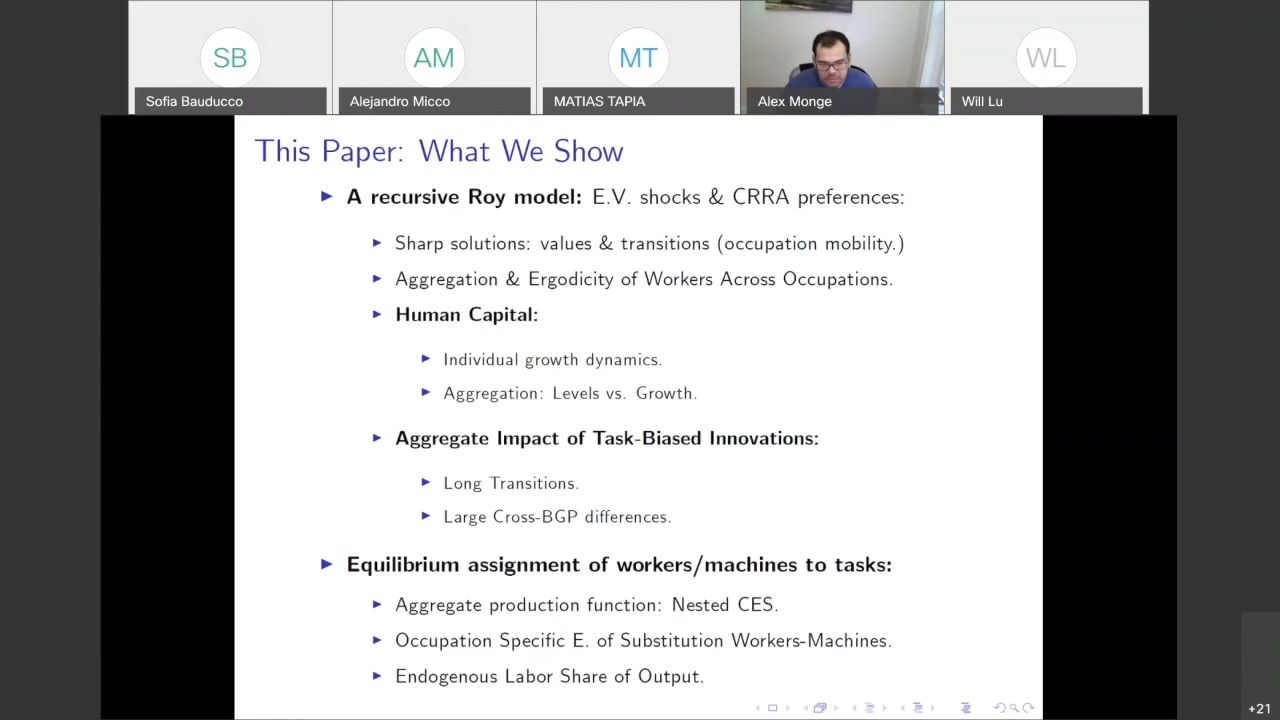 SB
AM
MT
WL
Sofia Bauducco
Alejandro Micco
MATIAS TAPIA
Alex Monge
Will Lu
This Paper: What We Show
A recursive Roy model: E.V. shocks & CRRA preferences:
Sharp solutions: values & transitions (occupation mobility.)
Aggregation & Ergodicity of Workers Across Occupations.
Human Capital:
Individual growth dynamics.
Aggregation: Levels vs. Growth.
Aggregate Impact of Task-Biased Innovations:
Long Transitions.
Large Cross-BGP differences.
Equilibrium assignment of workers/machines to tasks:
Aggregate production function: Nested CES.
Occupation Specific E. of Substitution Workers-Machines.
Endogenous Labor Share of Output.
+21